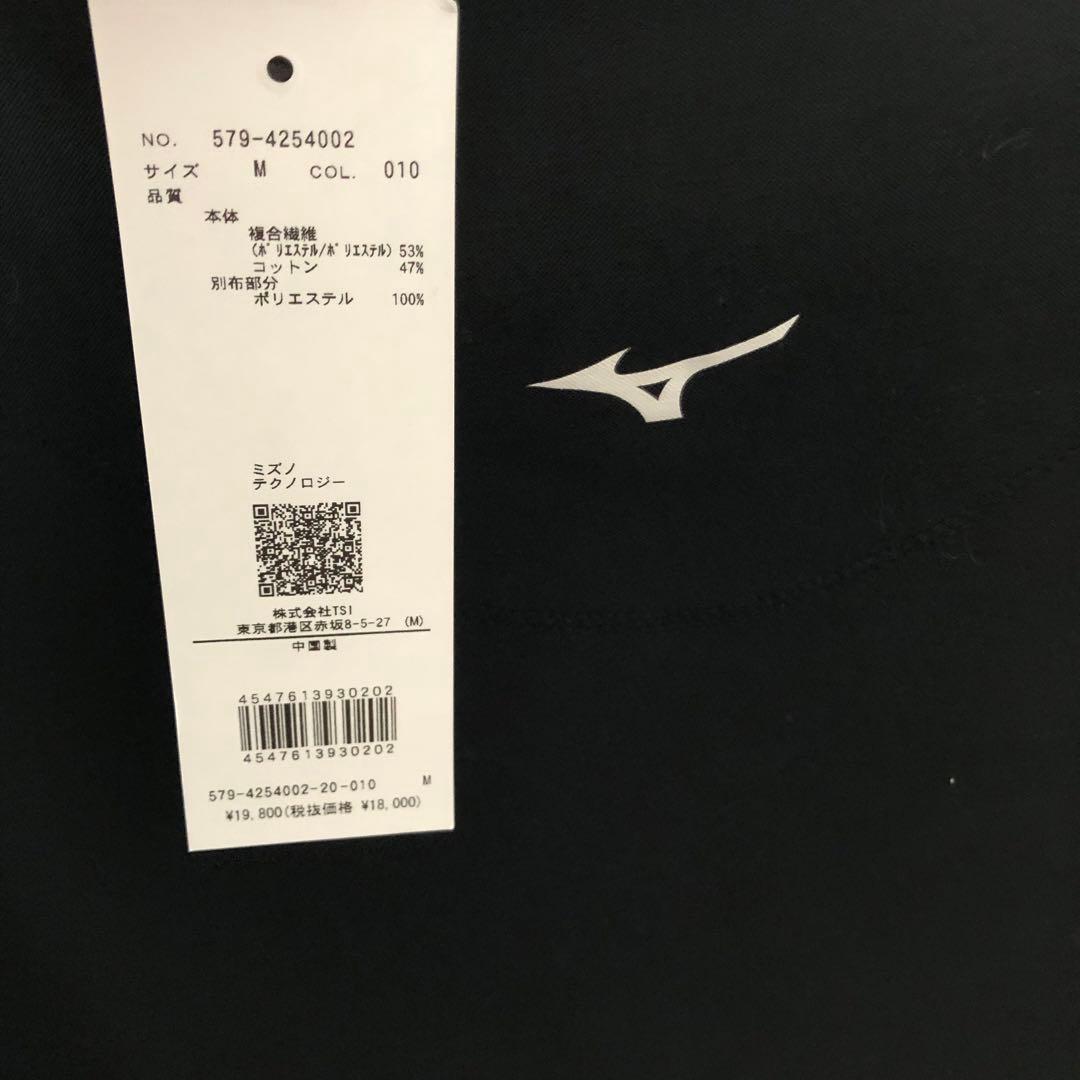 NO. 579-4254002
サイズ M COL. 010
品質
本体
複合繊維
(ﾎﾟﾘｴｽﾃﾙ/ﾎﾟﾘｴｽﾃﾙ) 53%
コットン 47%
別布部分
ポリエステル 100%
ミズノ
テクノロジー
株式会社TSI
東京都港区赤坂8-5-27 (M)
中国製
4547613930202
4547613930202
579-4254002-20-010 M
¥19,800(税抜価格 ¥18,000)